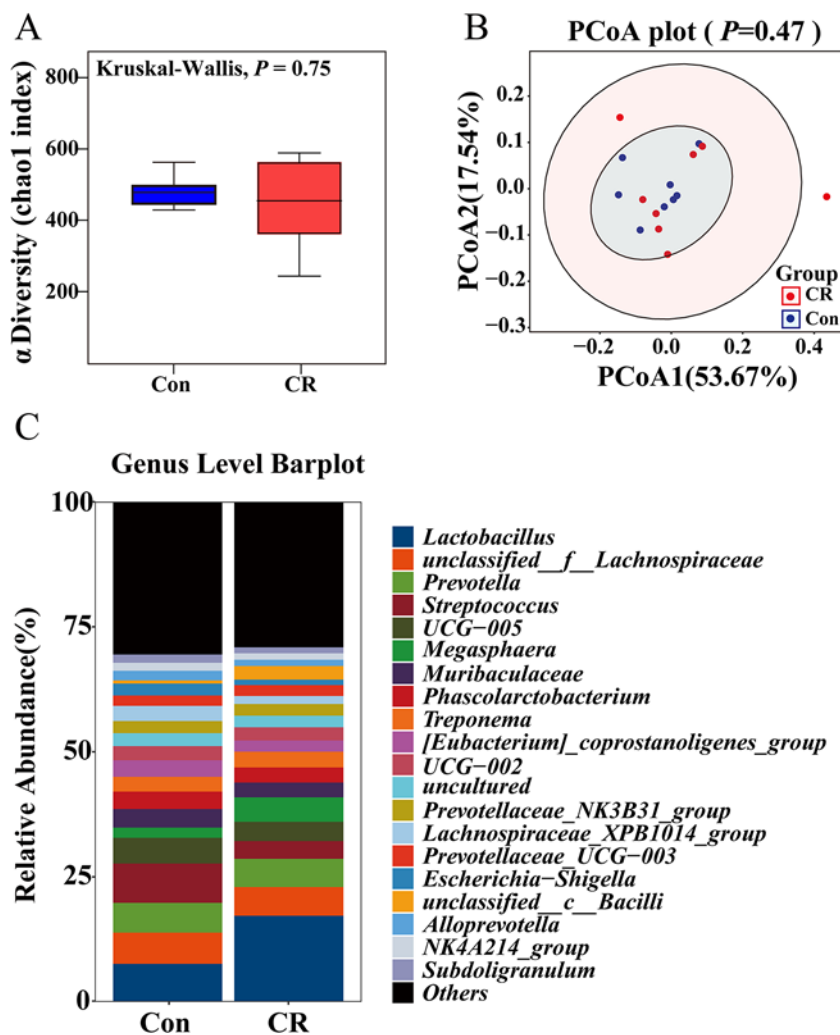 A
Kruskal-Wallis, P = 0.75
α Diversity (chao1 index)
800
600
400
200
Con
CR
B
PCoA plot ( P=0.47 )
PCoA2(17.54%)
0.2
0.1
0.0
−0.1
−0.2
−0.3
−0.2
0.0
0.2
0.4
PCoA1(53.67%)
Group
CR
Con
C
Genus Level Barplot
Relative Abundance(%)
100
75
50
25
0
Con
CR
Lactobacillus
unclassified__f__Lachnospiraceae
Prevotella
Streptococcus
UCG−005
Megasphaera
Muribaculaceae
Phascolarctobacterium
Treponema
[Eubacterium]_coprostanoligenes_group
UCG−002
uncultured
Prevotellaceae_NK3B31_group
Lachnospiraceae_XPB1014_group
Prevotellaceae_UCG−003
Escherichia−Shigella
unclassified__c__Bacilli
Alloprevotella
NK4A214_group
Subdoligranulum
Others